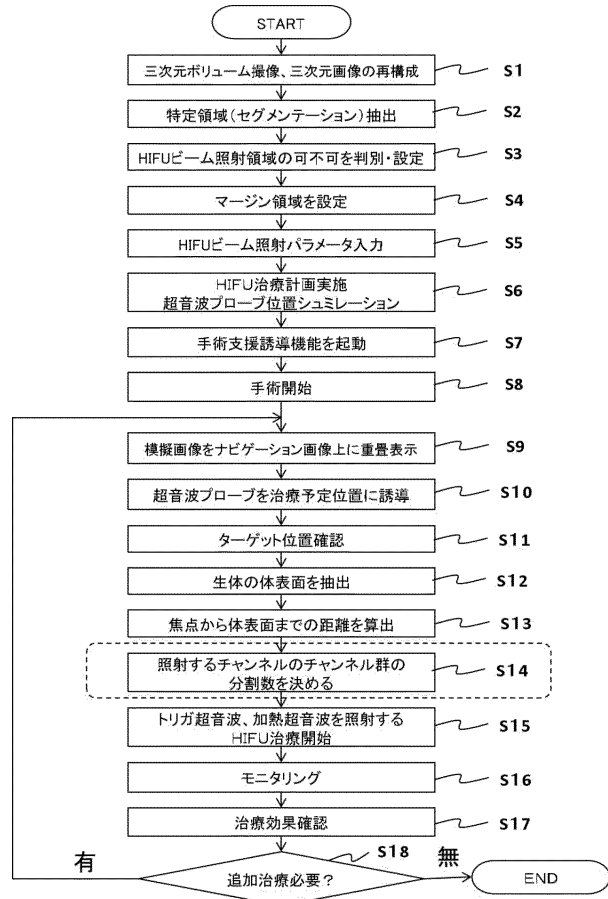 START
三次元ボリューム撮像、三次元画像の再構成
S1
特定領域(セグメンテーション)抽出
S2
HIFUビーム照射領域の可不可を判別・設定
S3
マージン領域を設定
S4
HIFUビーム照射パラメータ入力
S5
HIFU治療計画実施
超音波プローブ位置シュミレーション
S6
手術支援誘導機能を起動
S7
手術開始
S8
模擬画像をナビゲーション画像上に重畳表示
S9
超音波プローブを治療予定位置に誘導
S10
ターゲット位置確認
S11
生体の体表面を抽出
S12
焦点から体表面までの距離を算出
S13
照射するチャンネルのチャンネル群の
分割数を決める
S14
トリガ超音波、加熱超音波を照射する
HIFU治療開始
S15
モニタリング
S16
治療効果確認
S17
有
S18
無
追加治療必要？
END